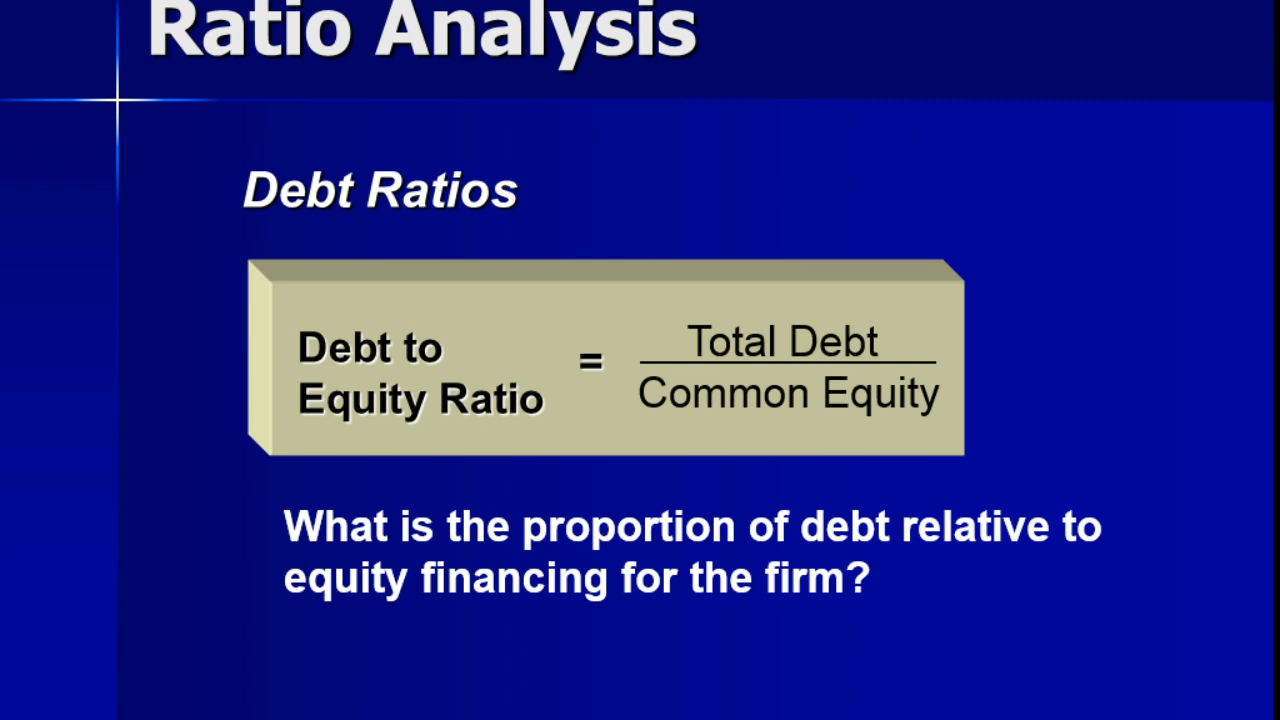 Ratio Analysis
Debt Ratios
Debt to
Equity Ratio
=
Total Debt
Common Equity
What is the proportion of debt relative to
equity financing for the firm?